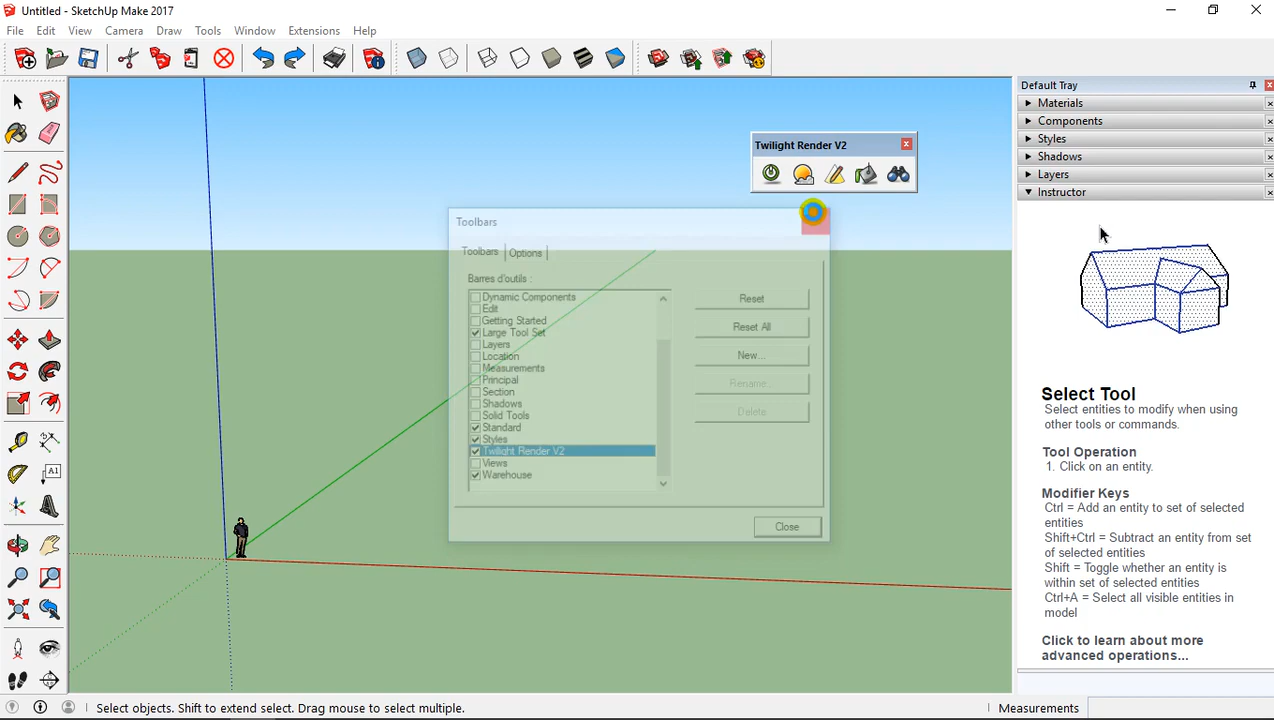 Untitled - SketchUp Make 2017
File Edit View Camera Draw Tools Window Extensions Help
Default Tray
Materials
Components
Styles
Shadows
Layers
Instructor
Twilight Render V2
Toolbars
Toolbars Options
Barres d'outils :
Dynamic Components
Edit
Getting Started
Large Tool Set
Layers
Location
Measurements
Principal
Section
Shadows
Solid Tools
Standard
Styles
Twilight Render V2
Views
Warehouse
Reset
Reset All
New...
Rename...
Delete
Close
A1
Select Tool
Select entities to modify when using
other tools or commands.
Tool Operation
1. Click on an entity.
Modifier Keys
Ctrl = Add an entity to set of selected
entities
Shift+Ctrl = Subtract an entity from set
of selected entities
Shift = Toggle whether an entity is
within set of selected entities
Ctrl+A = Select all visible entities in
model
Click to learn about more
advanced operations...
Select objects. Shift to extend select. Drag mouse to select multiple.
Measurements